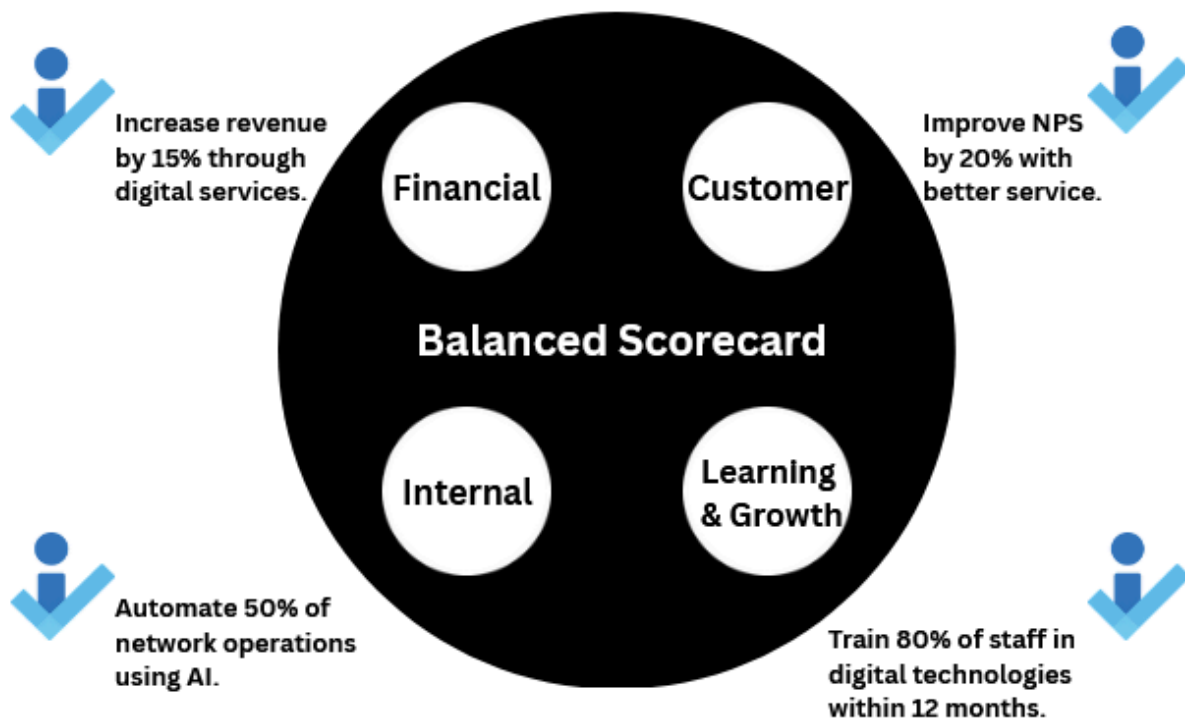 Increase revenue
by 15% through
digital services.
Financial
Customer
Improve NPS
by 20% with
better service.
Balanced Scorecard
Internal
Learning
& Growth
Automate 50% of
network operations
using AI.
Train 80% of staff in
digital technologies
within 12 months.